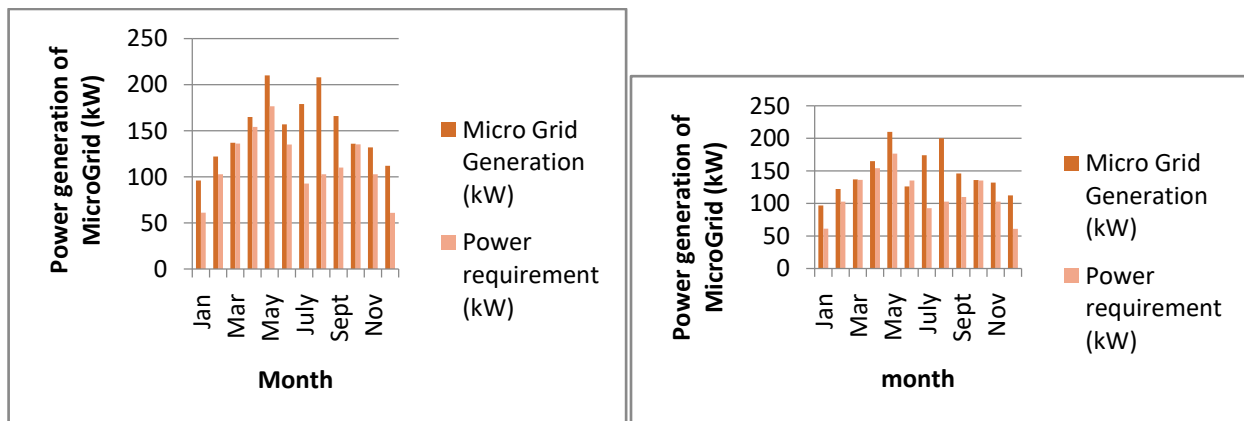 Power generation of
MicroGrid (kW)
250
200
150
100
50
0
Jan
Mar
May
July
Sept
Nov
Month
Micro Grid
Generation
(kW)
Power
requirement
(kW)
Power generation of
MicroGrid (kW)
250
200
150
100
50
0
Jan
Mar
May
July
Sept
Nov
month
Micro Grid
Generation
(kW)
Power
requirement
(kW)